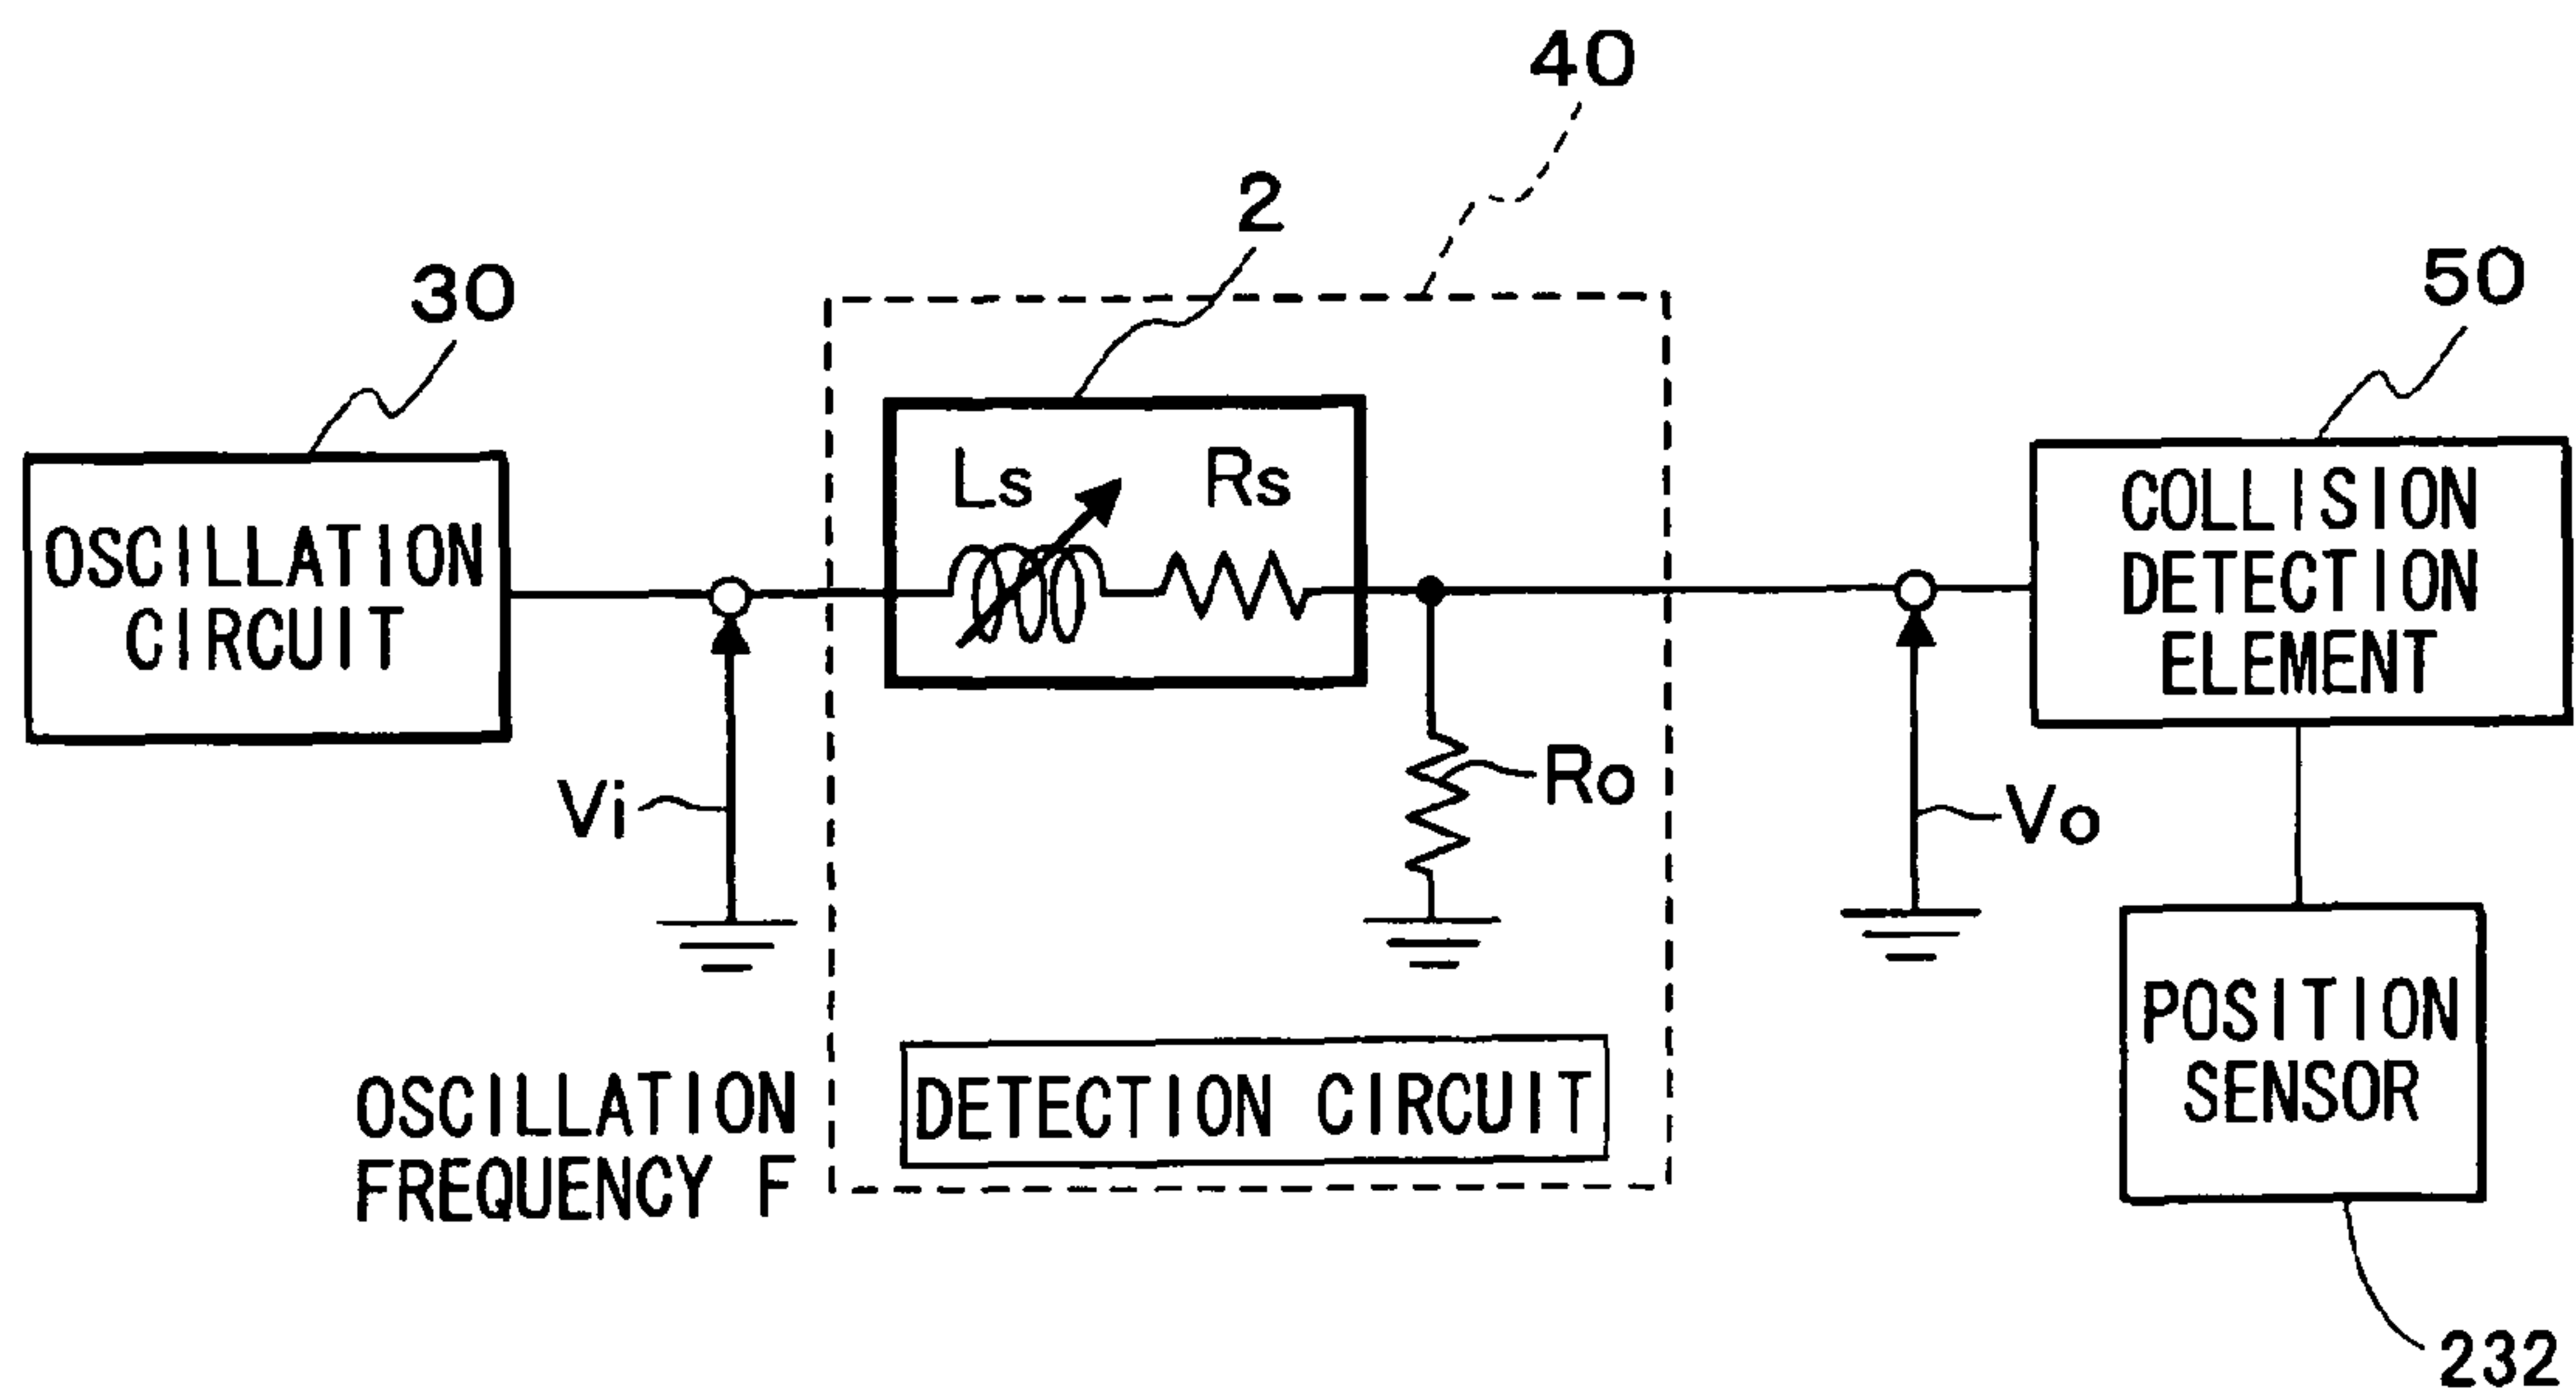 40
2
30
50
OSCILLATION
CIRCUIT
Ls
Rs
COLLISION
DETECTION
ELEMENT
Vi
Ro
Vo
POSITION
SENSOR
OSCILLATION
FREQUENCY F
DETECTION CIRCUIT
232